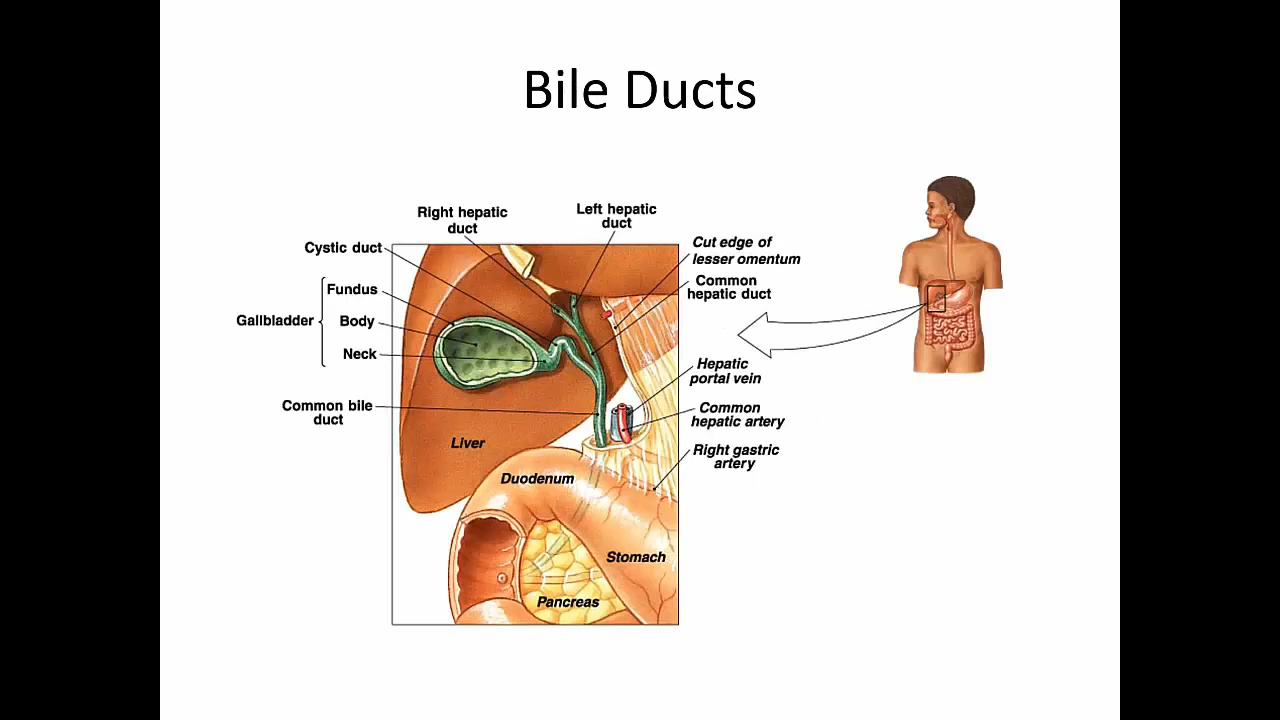 Bile Ducts
Right hepatic
duct
Left hepatic
duct
Cystic duct
Cut edge of
lesser omentum
Fundus
Common
hepatic duct
Gallbladder
Body
Neck
Hepatic
portal vein
Common bile
duct
Common
hepatic artery
Liver
Right gastric
artery
Duodenum
Stomach
Pancreas